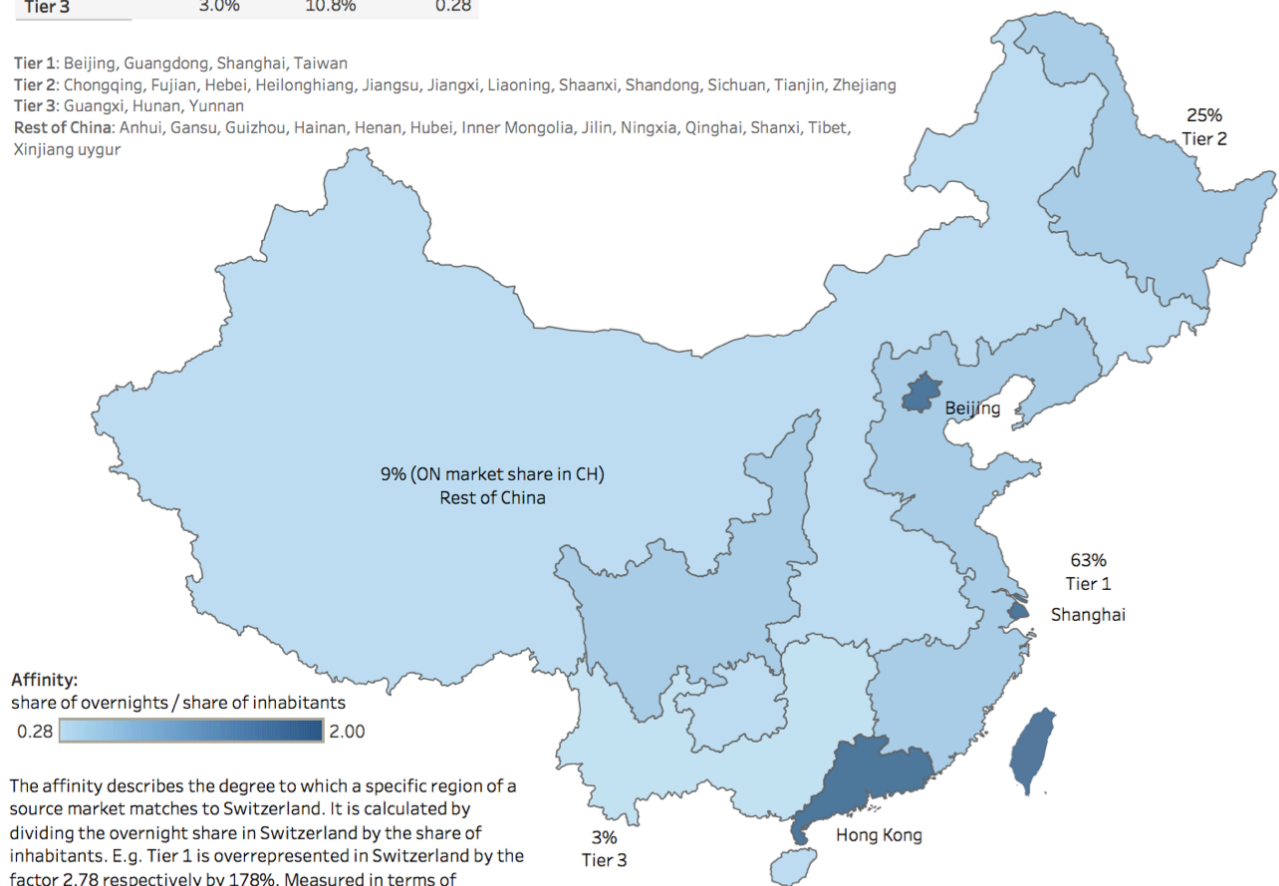 Tier 3 3.0% 10.8% 0.28
Tier 1: Beijing, Guangdong, Shanghai, Taiwan
Tier 2: Chongqing, Fujian, Hebei, Heilonghiang, Jiangsu, Jiangxi, Liaoning, Shaanxi, Shandong, Sichuan, Tianjin, Zhejiang
Tier 3: Guangxi, Hunan, Yunnan
Rest of China: Anhui, Gansu, Guizhou, Hainan, Henan, Hubei, Inner Mongolia, Jilin, Ningxia, Qinghai, Shanxi, Tibet,
Xinjiang uygur
25%
Tier 2
Beijing
9% (ON market share in CH)
Rest of China
63%
Tier 1
Shanghai
Affinity:
share of overnights / share of inhabitants
0.28 2.00
The affinity describes the degree to which a specific region of a
source market matches to Switzerland. It is calculated by
dividing the overnight share in Switzerland by the share of
inhabitants. E.g. Tier 1 is overrepresented in Switzerland by the
factor 2.78 respectively by 178%. Measured in terms of
3%
Tier 3
Hong Kong